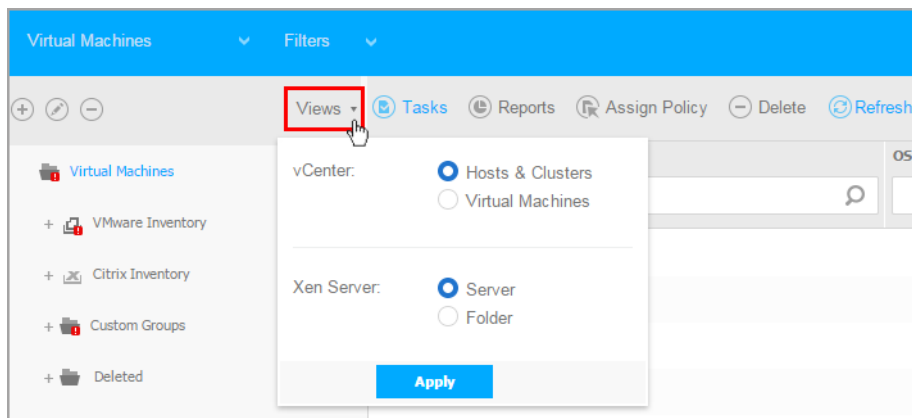 Virtual Machines Filters
Views Tasks Reports Assign Policy Delete Refresh
OS
vCenter: Hosts & Clusters
Virtual Machines
Virtual Machines
VMware Inventory
Citrix Inventory
Xen Server: Server
Custom Groups
Folder
Deleted
Apply